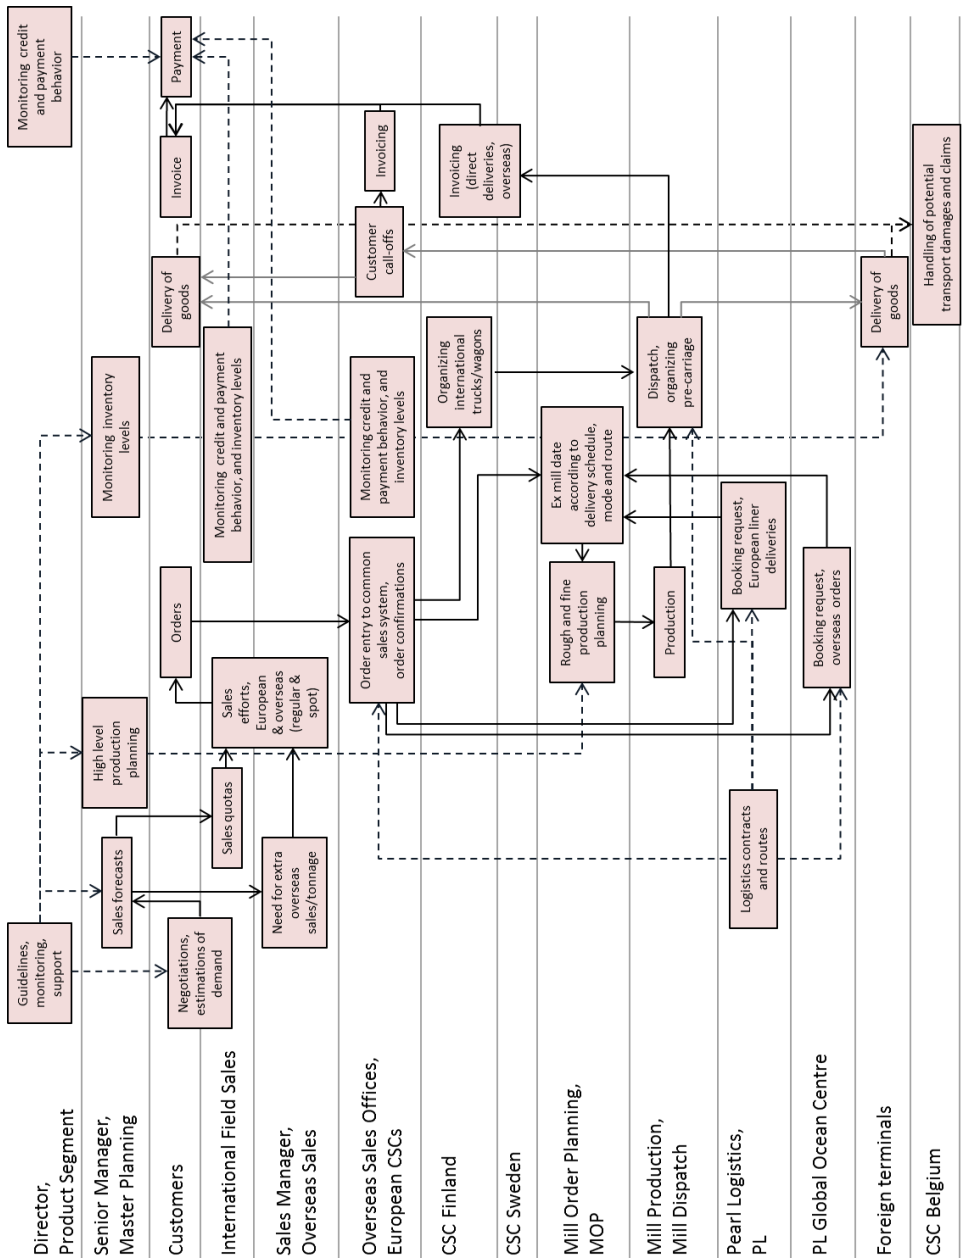 Director,
Product Segment
Guidelines,
monitoring,
support
Monitoring credit
and payment
behavior
Senior Manager,
Master Planning
Sales forecasts
High level
production
planning
Monitoring inventory
levels
Customers
Negotiations,
estimations of
demand
Orders
Delivery of
goods
Invoice
Payment
International Field Sales
Sales quotas
Sales
efforts,
European
& overseas
(regular &
spot)
Monitoring credit and payment
behavior, and inventory levels
Sales Manager,
Overseas Sales
Need for extra
overseas
sales/tonnage
Overseas Sales Offices,
European CSCs
Order entry to common
sales system,
order confirmations
Monitoring credit and
payment behavior, and
inventory levels
Customer
call-offs
Invoicing
CSC Finland
Organizing
international
trucks/wagons
Invoicing
(direct
deliveries,
overseas)
CSC Sweden
Mill Order Planning,
MOP
Rough and fine
production
planning
Ex mill date
according to
delivery schedule,
mode and route
Mill Production,
Mill Dispatch
Production
Dispatch,
organizing
pre-carriage
Pearl Logistics,
PL
Logistics contracts
and routes
Booking request,
European liner
deliveries
PL Global Ocean Centre
Booking request,
overseas orders
Foreign terminals
Delivery of
goods
CSC Belgium
Handling of potential
transport damages and claims